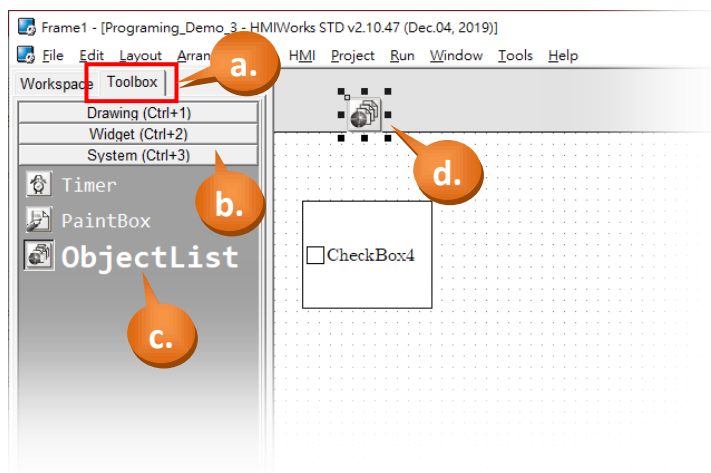 Frame1 - [Programing_Demo_3 - HMIWorks STD v2.10.47 (Dec.04, 2019)]
File Edit Layout Arran HMI Project Run Window Tools Help
a.
Workspace Toolbox
Drawing (Ctrl+1)
Widget (Ctrl+2)
System (Ctrl+3)
d.
Timer
b.
PaintBox
ObjectList
CheckBox4
c.